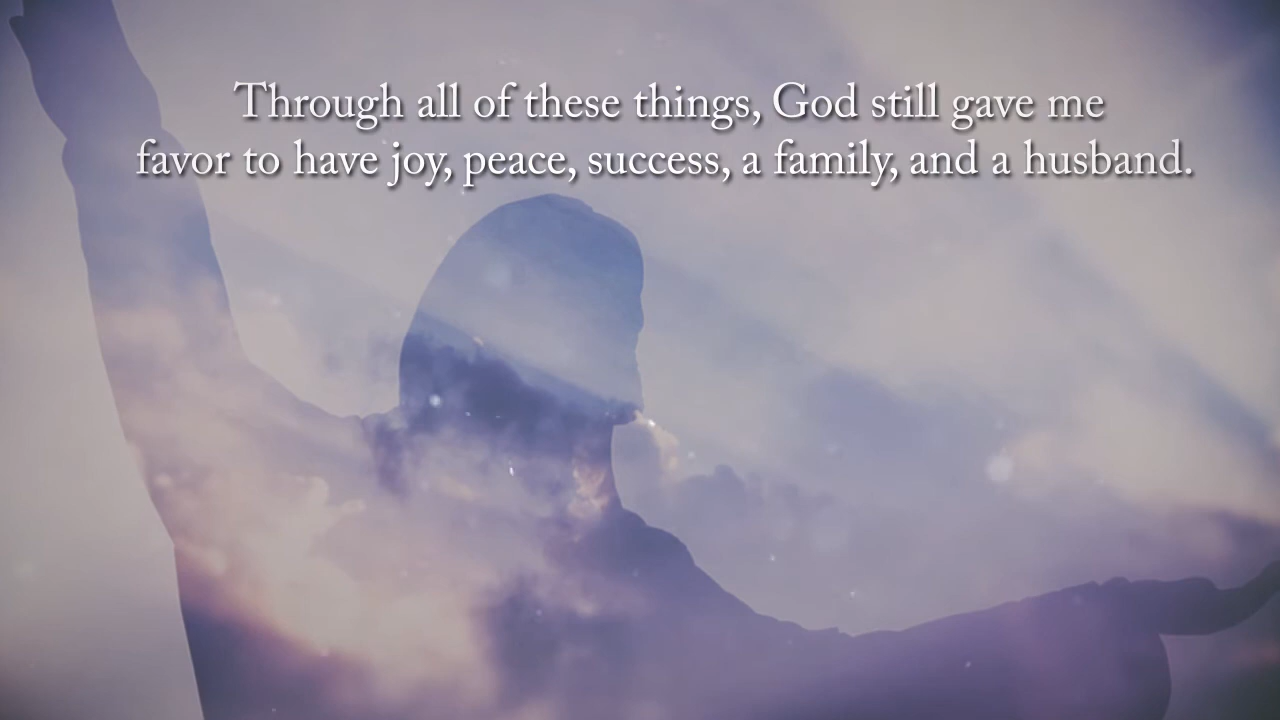 Through all of these things, God still gave me
favor to have joy, peace, success, a family, and a husband.